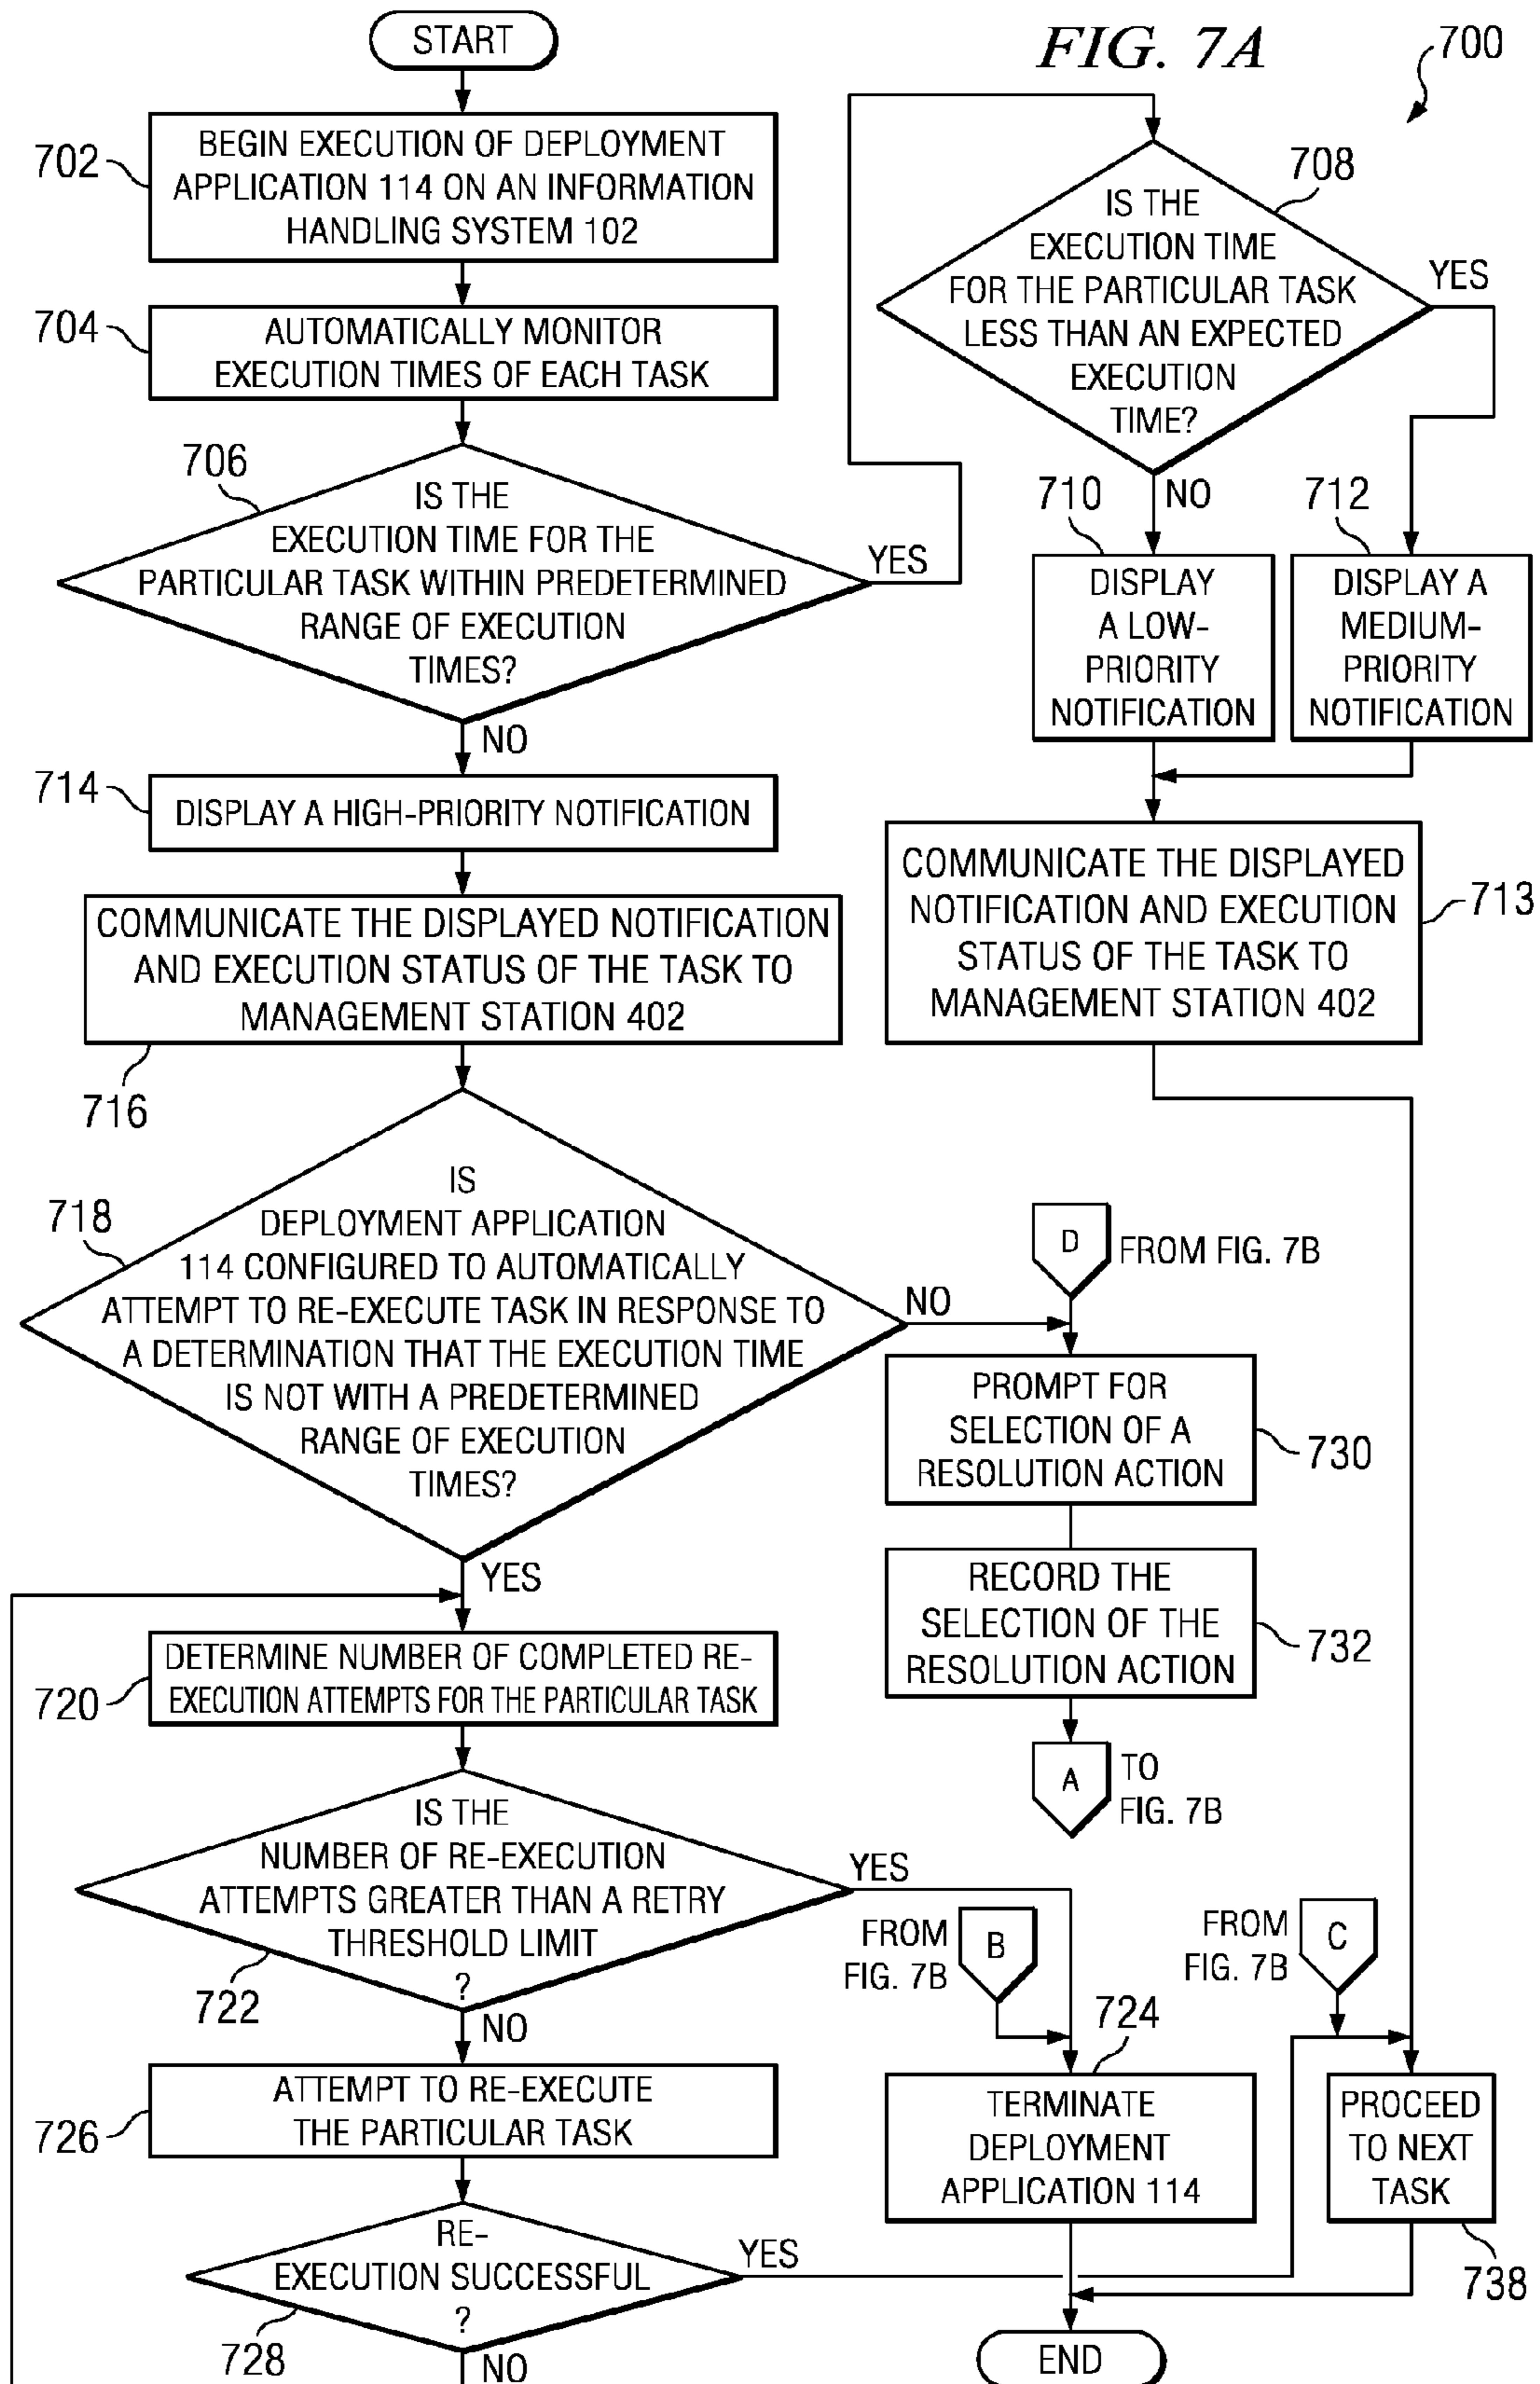 START
FIG. 7A
700
702
BEGIN EXECUTION OF DEPLOYMENT
APPLICATION 114 ON AN INFORMATION
HANDLING SYSTEM 102
704
AUTOMATICALLY MONITOR
EXECUTION TIMES OF EACH TASK
706
IS THE
EXECUTION TIME FOR THE
PARTICULAR TASK WITHIN PREDETERMINED
RANGE OF EXECUTION
TIMES?
YES
NO
708
IS THE
EXECUTION TIME
FOR THE PARTICULAR TASK
LESS THAN AN EXPECTED
EXECUTION
TIME?
YES
NO
710
DISPLAY
A LOW-
PRIORITY
NOTIFICATION
712
DISPLAY A
MEDIUM-
PRIORITY
NOTIFICATION
COMMUNICATE THE DISPLAYED
NOTIFICATION AND EXECUTION
STATUS OF THE TASK TO
MANAGEMENT STATION 402
713
714
DISPLAY A HIGH-PRIORITY NOTIFICATION
COMMUNICATE THE DISPLAYED NOTIFICATION
AND EXECUTION STATUS OF THE TASK TO
MANAGEMENT STATION 402
716
718
IS
DEPLOYMENT APPLICATION
114 CONFIGURED TO AUTOMATICALLY
ATTEMPT TO RE-EXECUTE TASK IN RESPONSE TO
A DETERMINATION THAT THE EXECUTION TIME
IS NOT WITH A PREDETERMINED
RANGE OF EXECUTION
TIMES?
NO
YES
D
FROM FIG. 7B
PROMPT FOR
SELECTION OF A
RESOLUTION ACTION
730
RECORD THE
SELECTION OF THE
RESOLUTION ACTION
732
A
TO
FIG. 7B
720
DETERMINE NUMBER OF COMPLETED RE-
EXECUTION ATTEMPTS FOR THE PARTICULAR TASK
IS THE
NUMBER OF RE-EXECUTION
ATTEMPTS GREATER THAN A RETRY
THRESHOLD LIMIT
?
722
YES
NO
FROM
FIG. 7B
B
FROM
FIG. 7B
C
724
TERMINATE
DEPLOYMENT
APPLICATION 114
PROCEED
TO NEXT
TASK
738
726
ATTEMPT TO RE-EXECUTE
THE PARTICULAR TASK
RE-
EXECUTION SUCCESSFUL
?
728
YES
NO
END